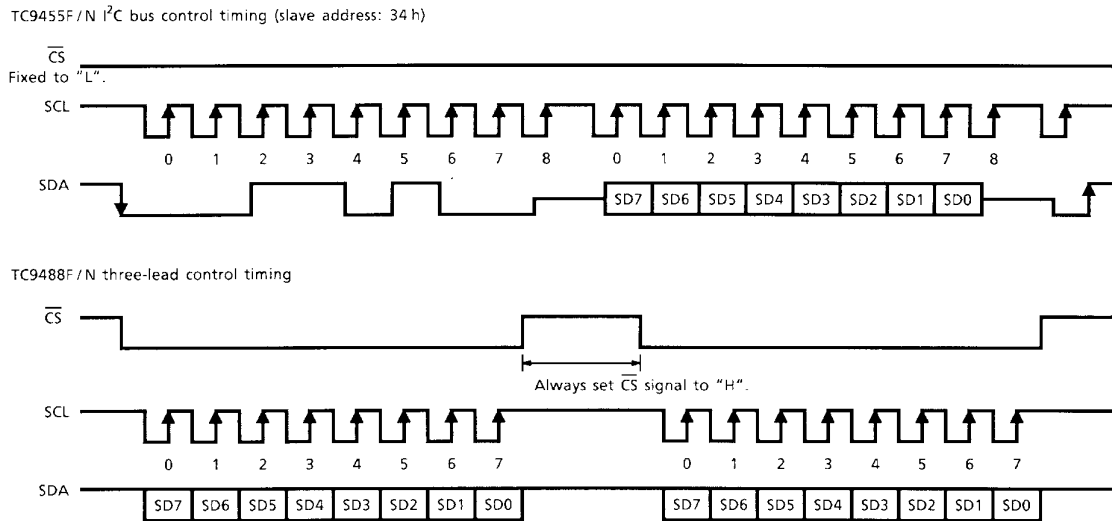 TC9455F/N I²C bus control timing (slave address: 34h)
CS
Fixed to "L".
SCL
0 1 2 3 4 5 6 7 8 0 1 2 3 4 5 6 7 8
SDA
SD7 SD6 SD5 SD4 SD3 SD2 SD1 SD0
TC9488F/N three-lead control timing
CS
Always set CS signal to "H".
SCL
0 1 2 3 4 5 6 7 0 1 2 3 4 5 6 7
SDA
SD7 SD6 SD5 SD4 SD3 SD2 SD1 SD0 SD7 SD6 SD5 SD4 SD3 SD2 SD1 SD0